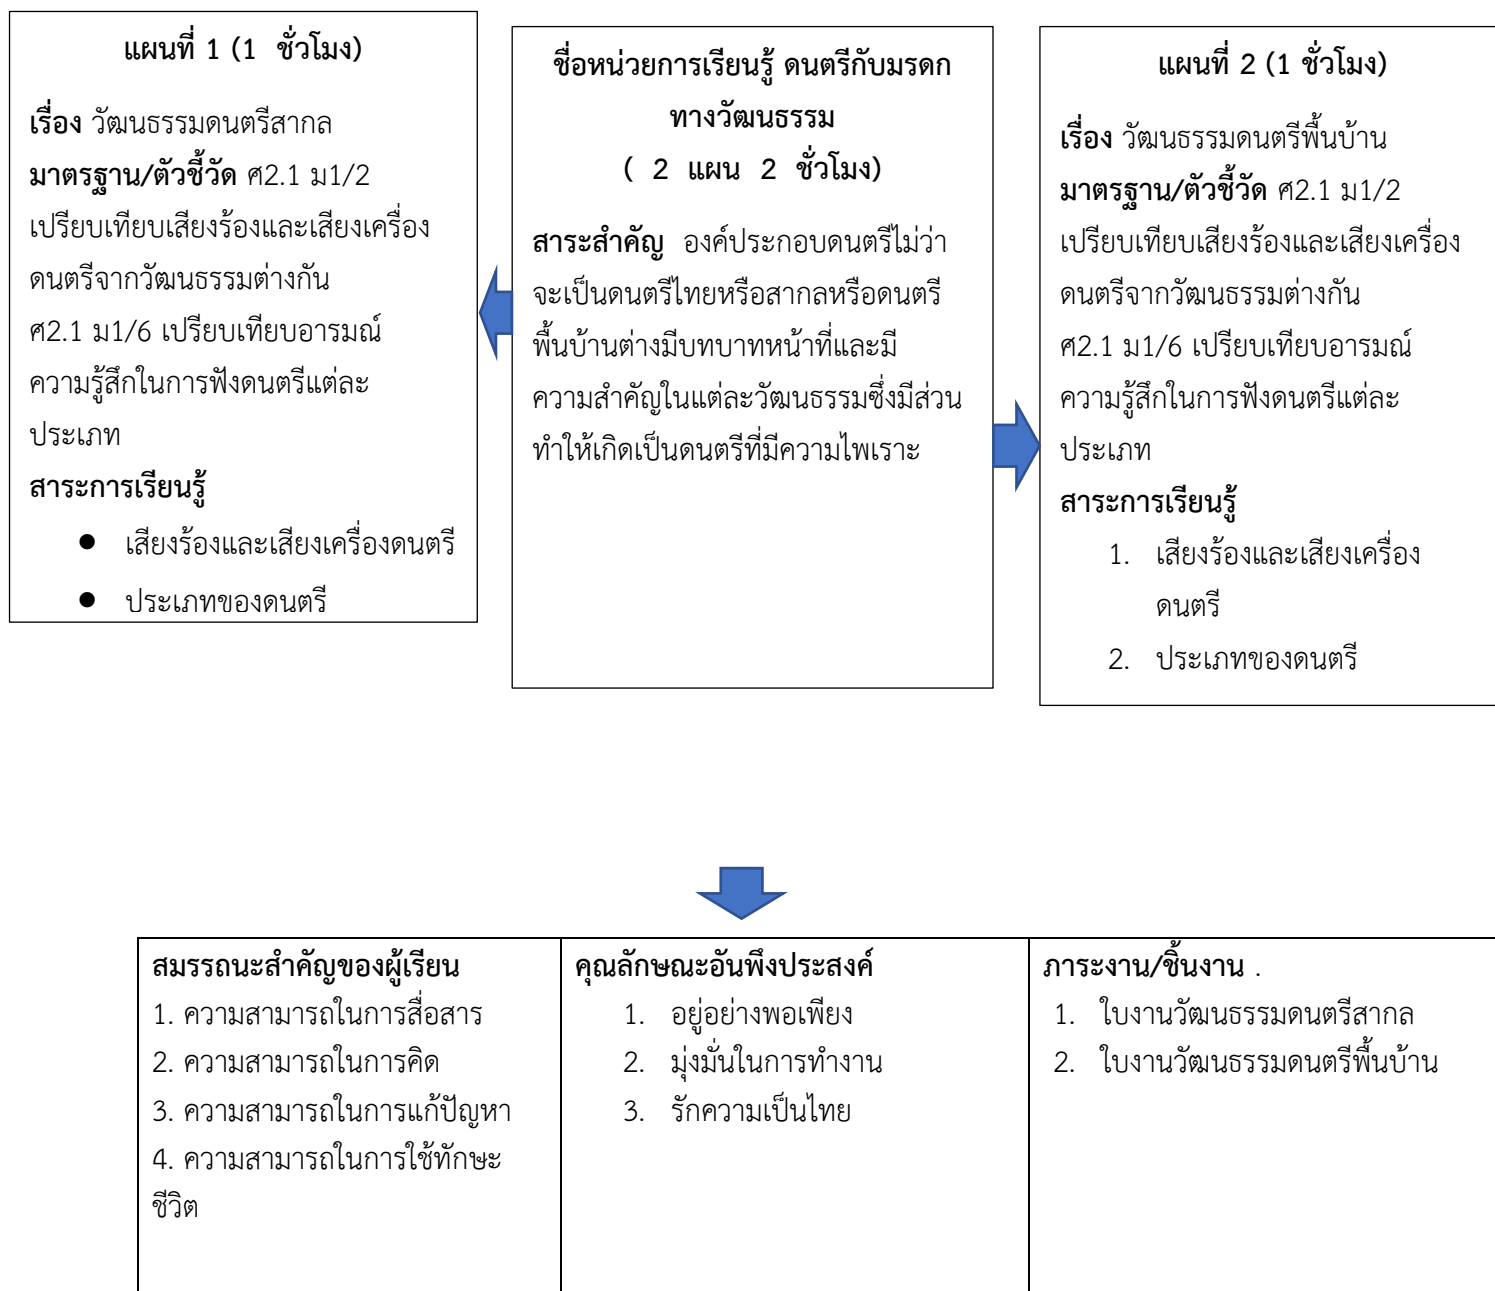 แผนที่ 1 (1 ชั่วโมง)
เรื่อง วัฒนธรรมดนตรีสากล
มาตรฐาน/ตัวชี้วัด ศ2.1 ม1/2
เปรียบเทียบเสียงร้องและเสียงเครื่อง
ดนตรีจากวัฒนธรรมต่างกัน
ศ2.1 ม1/6 เปรียบเทียบอารมณ์
ความรู้สึกในการฟังดนตรีแต่ละ
ประเภท
สาระการเรียนรู้
● เสียงร้องและเสียงเครื่องดนตรี
● ประเภทของดนตรี
ชื่อหน่วยการเรียนรู้ ดนตรีกับมรดก
ทางวัฒนธรรม
( 2 แผน 2 ชั่วโมง)
สาระสำคัญ องค์ประกอบดนตรีไม่ว่า
จะเป็นดนตรีไทยหรือสากลหรือดนตรี
พื้นบ้านต่างมีบทบาทหน้าที่และมี
ความสำคัญในแต่ละวัฒนธรรมซึ่งมีส่วน
ทำให้เกิดเป็นดนตรีที่มีความไพเราะ
แผนที่ 2 (1 ชั่วโมง)
เรื่อง วัฒนธรรมดนตรีพื้นบ้าน
มาตรฐาน/ตัวชี้วัด ศ2.1 ม1/2
เปรียบเทียบเสียงร้องและเสียงเครื่อง
ดนตรีจากวัฒนธรรมต่างกัน
ศ2.1 ม1/6 เปรียบเทียบอารมณ์
ความรู้สึกในการฟังดนตรีแต่ละ
ประเภท
สาระการเรียนรู้
1. เสียงร้องและเสียงเครื่อง
ดนตรี
2. ประเภทของดนตรี
สมรรถนะสำคัญของผู้เรียน
1. ความสามารถในการสื่อสาร
2. ความสามารถในการคิด
3. ความสามารถในการแก้ปัญหา
4. ความสามารถในการใช้ทักษะ
ชีวิต
คุณลักษณะอันพึงประสงค์
1. อยู่อย่างพอเพียง
2. มุ่งมั่นในการทำงาน
3. รักความเป็นไทย
ภาระงาน/ชิ้นงาน .
1. ใบงานวัฒนธรรมดนตรีสากล
2. ใบงานวัฒนธรรมดนตรีพื้นบ้าน